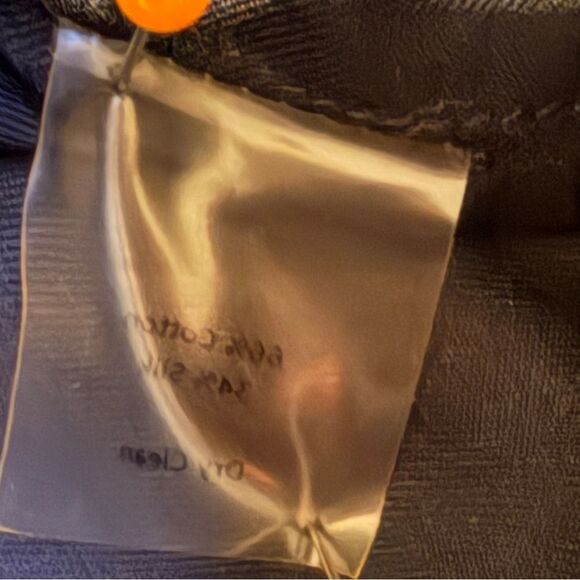 66% Cotton
34% Silk
Dry Clean